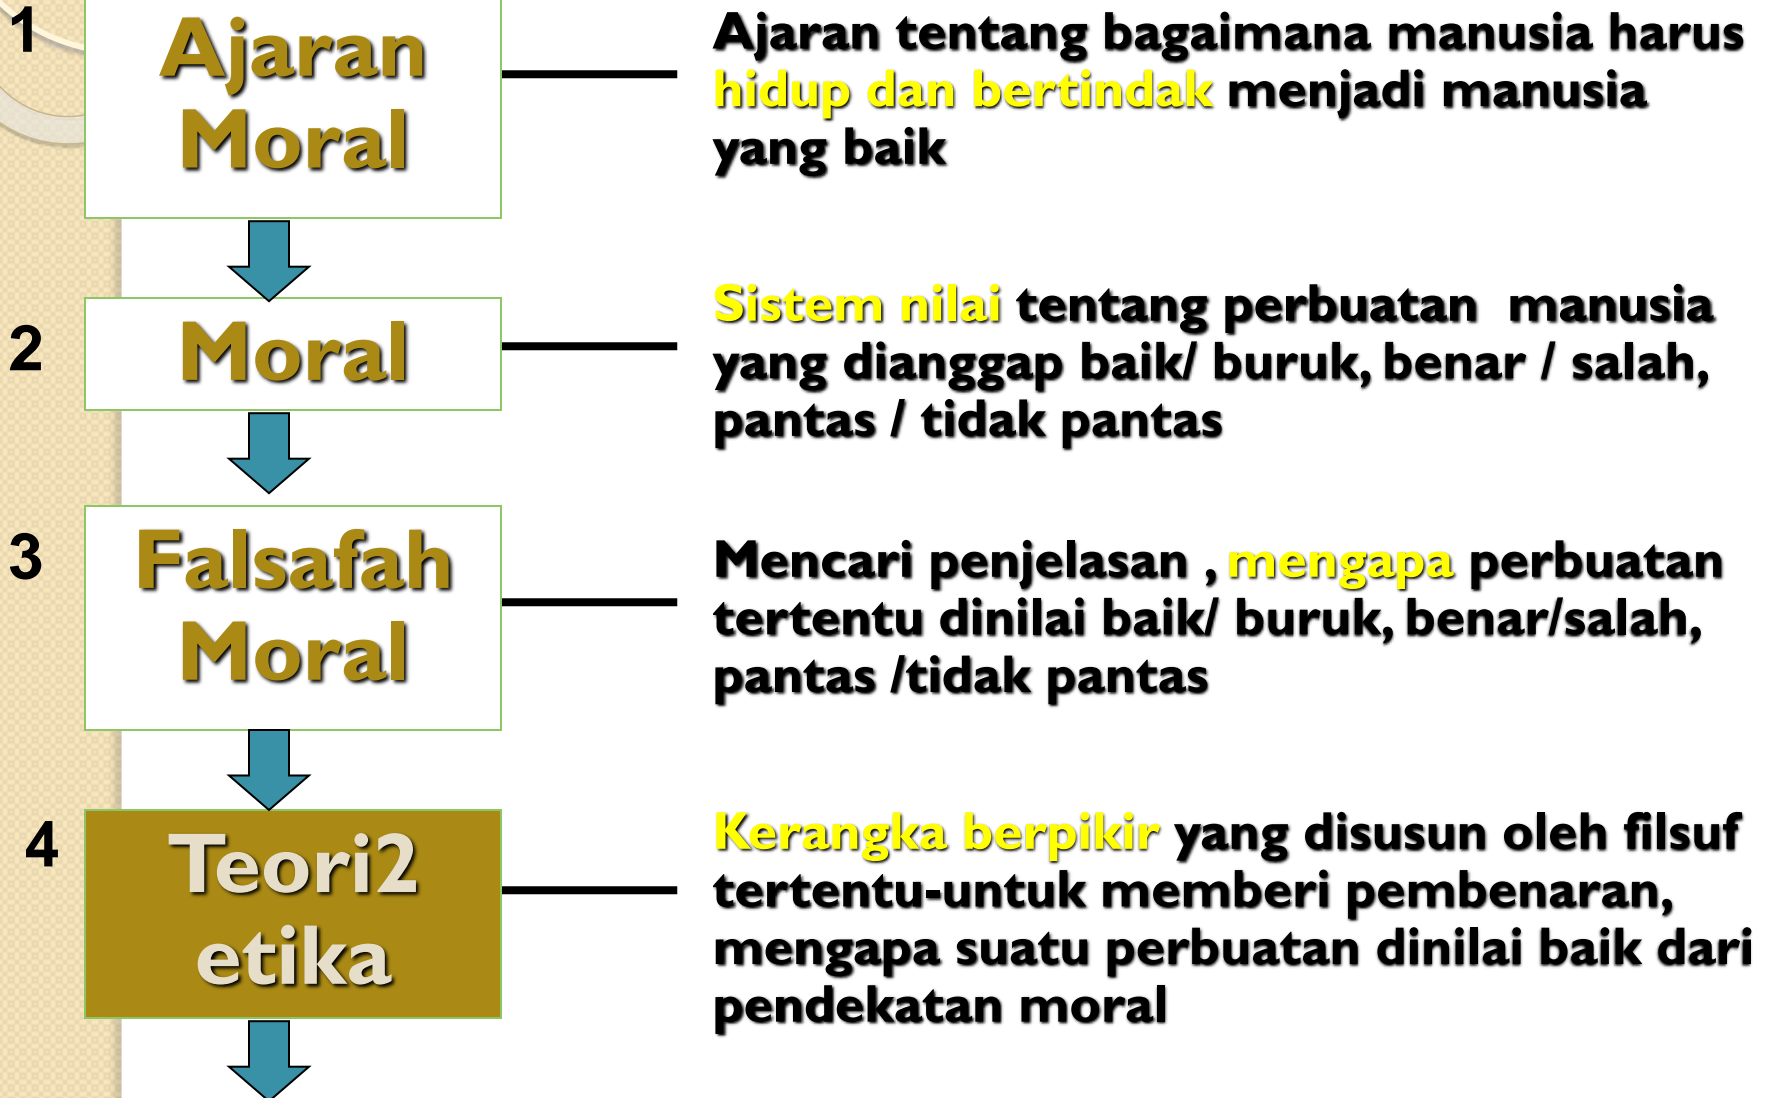 1
Ajaran
Moral
Ajaran tentang bagaimana manusia harus
hidup dan bertindak menjadi manusia
yang baik
2
Moral
Sistem nilai tentang perbuatan  manusia
yang dianggap baik/ buruk, benar / salah,
pantas / tidak pantas
3
Falsafah
Moral
Mencari penjelasan , mengapa perbuatan
tertentu dinilai baik/ buruk, benar/salah,
pantas /tidak pantas
4
Teori2
etika
Kerangka berpikir yang disusun oleh filsuf
tertentu-untuk memberi pembenaran,
mengapa suatu perbuatan dinilai baik dari
pendekatan moral